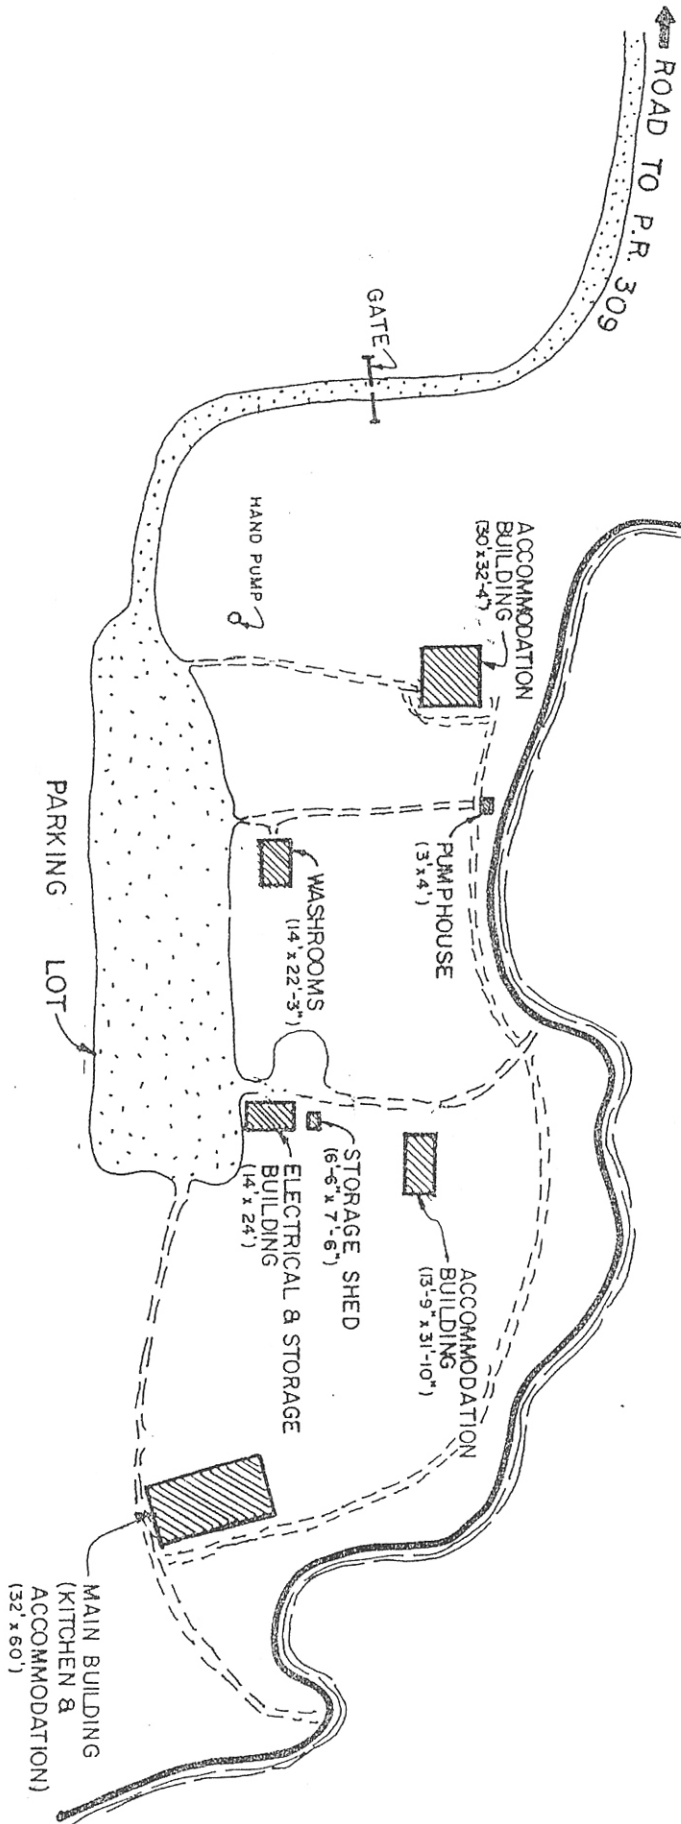 ROAD TO P.R. 309
GATE
HAND PUMP
ACCOMMODATION
BUILDING
(30'x32'-4")
PUMPHOUSE
(3'x4')
WASHROOMS
(14'x 22'-3")
PARKING LOT
STORAGE SHED
(6'-6"x 7'-6")
ELECTRICAL & STORAGE
BUILDING
(14'x 24')
ACCOMMODATION
BUILDING
(13'-9"x31'-10")
MAIN BUILDING
(KITCHEN &
ACCOMMODATION)
(32'x60')